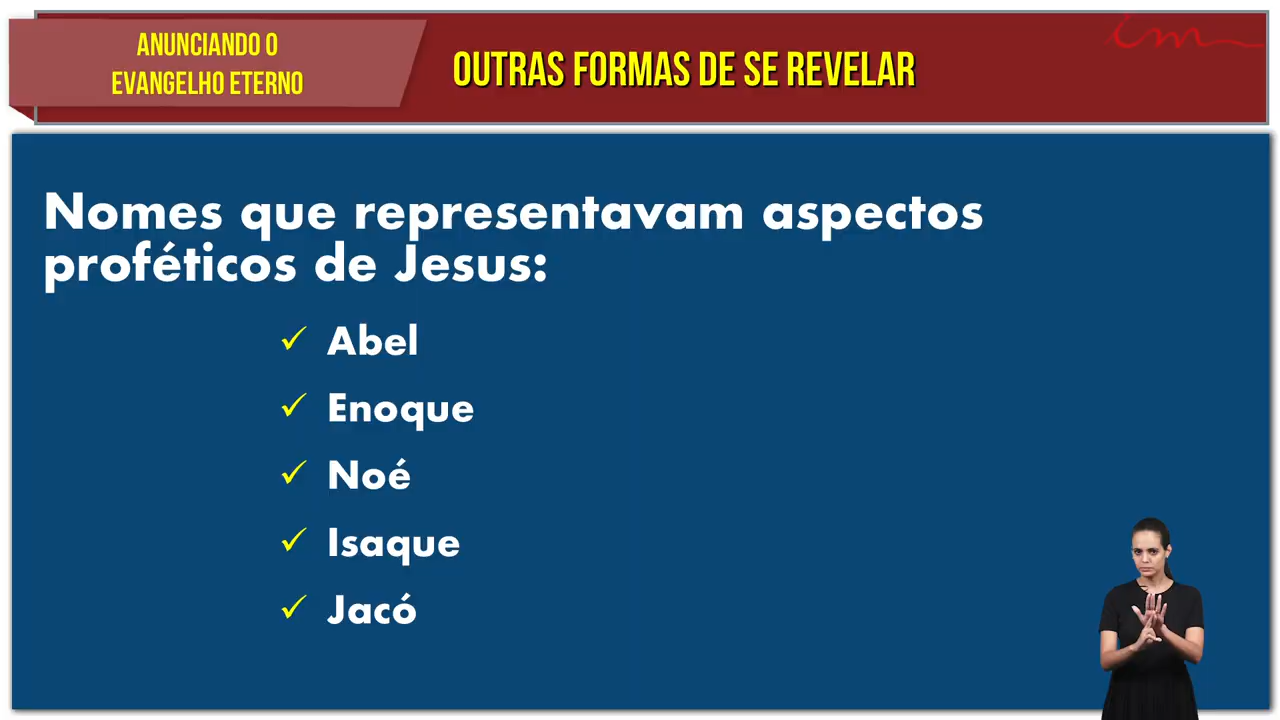 ANUNCIANDO O
EVANGELHO ETERNO
OUTRAS FORMAS DE SE REVELAR
Nomes que representavam aspectos
proféticos de Jesus:
Abel
Enoque
Noé
Isaque
Jacó